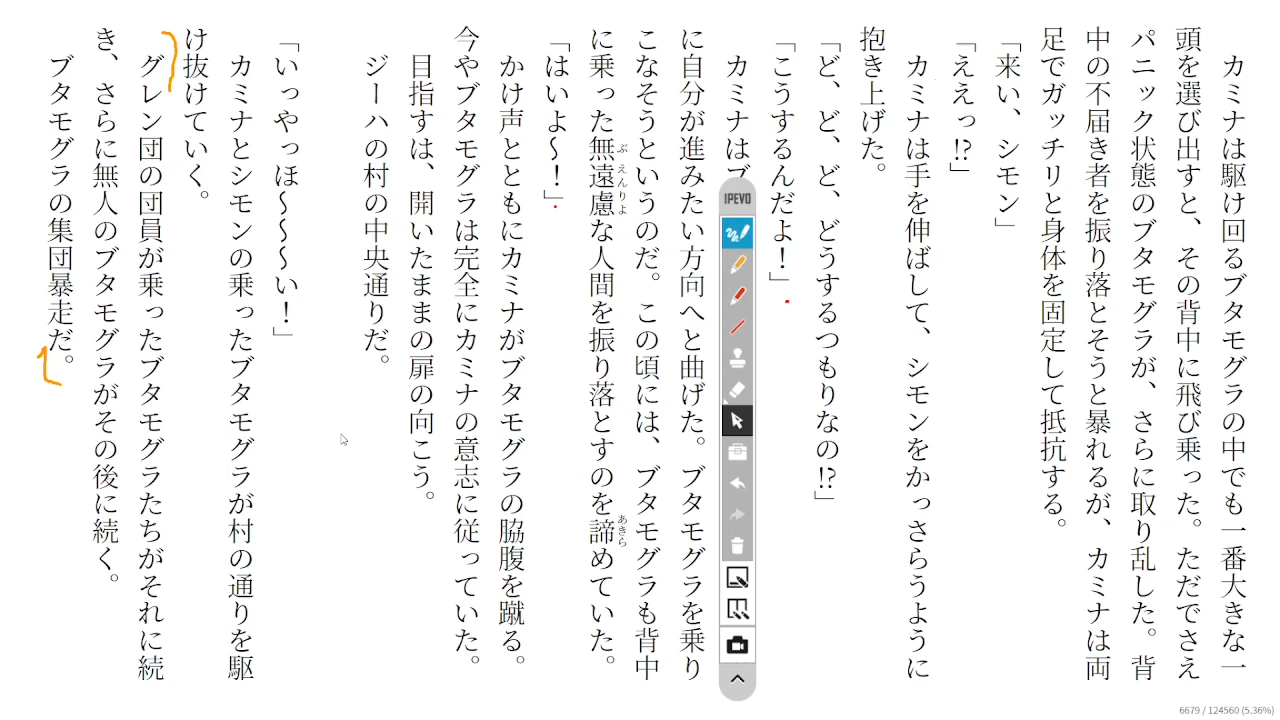 カミナは駆け回るブタモグラの中でも一番大きな一
頭を選び出すと、その背中に飛び乗った。ただでさえ
パニック状態のブタモグラが、さらに取り乱した。背
中の不届き者を振り落とそうと暴れるが、カミナは両
足でガッチリと身体を固定して抵抗する。
「来い、シモン」
「ええっ!?」
カミナは手を伸ばして、シモンをかっさらうように
抱き上げた。
「ど、ど、ど、どうするつもりなの!?」
「こうするんだよ！」
カミナはブ
に自分が進みたい方向へと曲げた。ブタモグラを乗り
こなそうというのだ。この頃には、ブタモグラも背中
に乗った無遠慮な人間を振り落とすのを諦めていた。
ぶえんりよ
あきら
「はいよ〜！」
かけ声とともにカミナがブタモグラの脇腹を蹴る。
今やブタモグラは完全にカミナの意志に従っていた。
目指すは、開いたままの扉の向こう。
ジーハの村の中央通りだ。
「いっやっほ〜〜〜い！」
カミナとシモンの乗ったブタモグラが村の通りを駆
け抜けていく。
グレン団の団員が乗ったブタモグラたちがそれに続
き、さらに無人のブタモグラがその後に続く。
ブタモグラの集団暴走だ。
IPEVO
6679 / 124560 (5.36%)